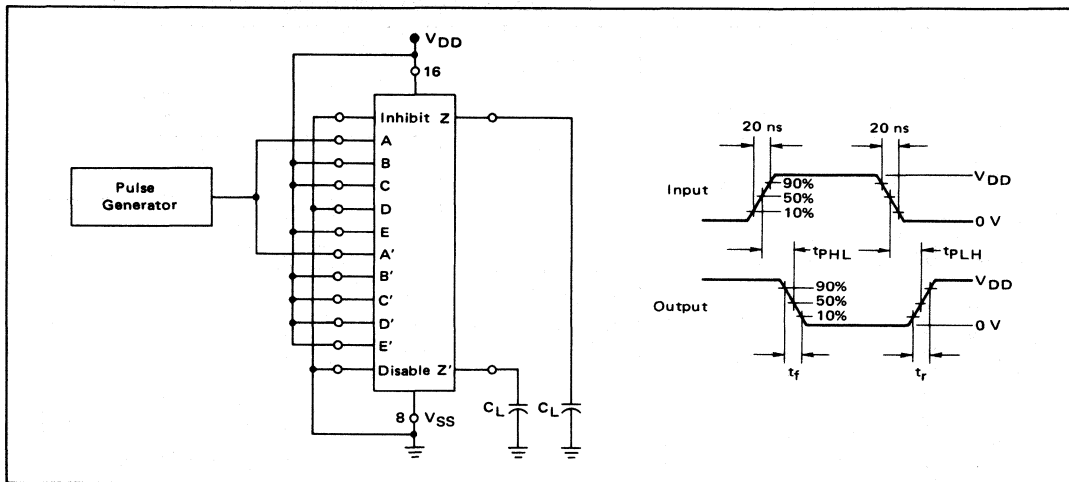 VDD
16
Inhibit Z
A
B
C
D
E
A'
B'
C'
D'
E'
Disable Z'
8 VSS
Pulse
Generator
CL
CL
20 ns
20 ns
Input
90%
50%
10%
VDD
0 V
tPHL
tPLH
Output
90%
50%
10%
VDD
0 V
tf
tr